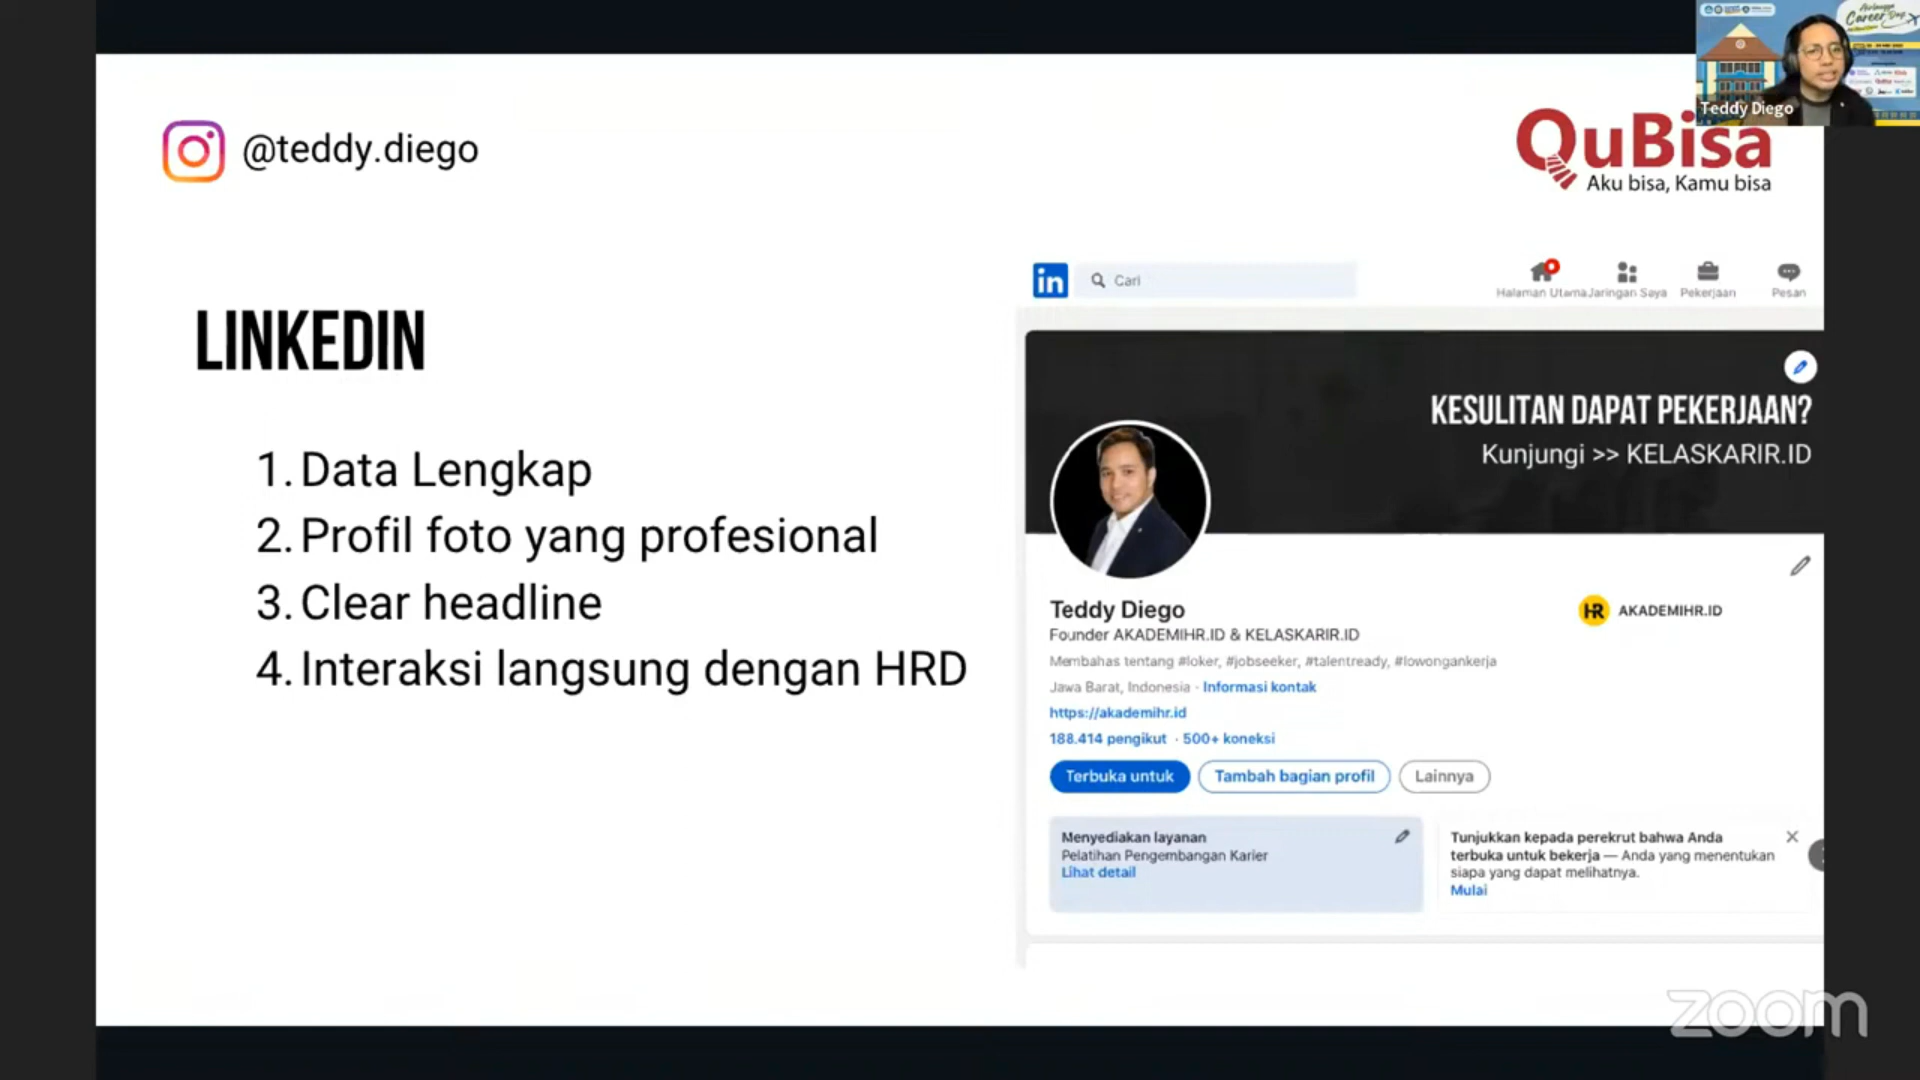 @teddy.diego
QuBisa
Aku bisa, Kamu bisa
Airlangga
Career Day
Teddy Diego
LINKEDIN
1. Data Lengkap
2. Profil foto yang profesional
3. Clear headline
4. Interaksi langsung dengan HRD
in
Cari
Halaman Utama
Jaringan Saya
Pekerjaan
Pesan
KESULITAN DAPAT PEKERJAAN?
Kunjungi >> KELASKARIR.ID
Teddy Diego
Founder AKADEMIHR.ID & KELASKARIR.ID
Membahas tentang #loker, #jobseeker, #talentready, #lowongankerja
Jawa Barat, Indonesia · Informasi kontak
https://akademihr.id
188.414 pengikut · 500+ koneksi
HR AKADEMIHR.ID
Terbuka untuk
Tambah bagian profil
Lainnya
Menyediakan layanan
Pelatihan Pengembangan Karier
Lihat detail
Tunjukkan kepada perekrut bahwa Anda
terbuka untuk bekerja — Anda yang menentukan
siapa yang dapat melihatnya.
Mulai
zoom